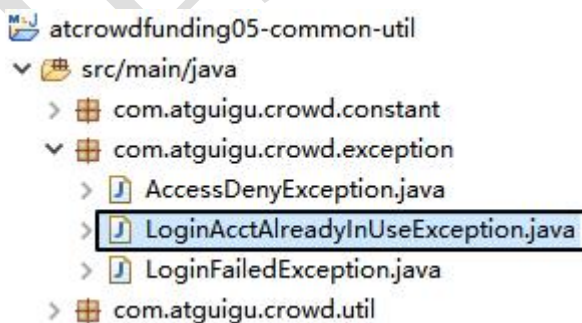 atcrowdfunding05-common-util
src/main/java
com.atguigu.crowd.constant
com.atguigu.crowd.exception
AccessDenyException.java
LoginAcctAlreadyInUseException.java
LoginFailedException.java
com.atguigu.crowd.util